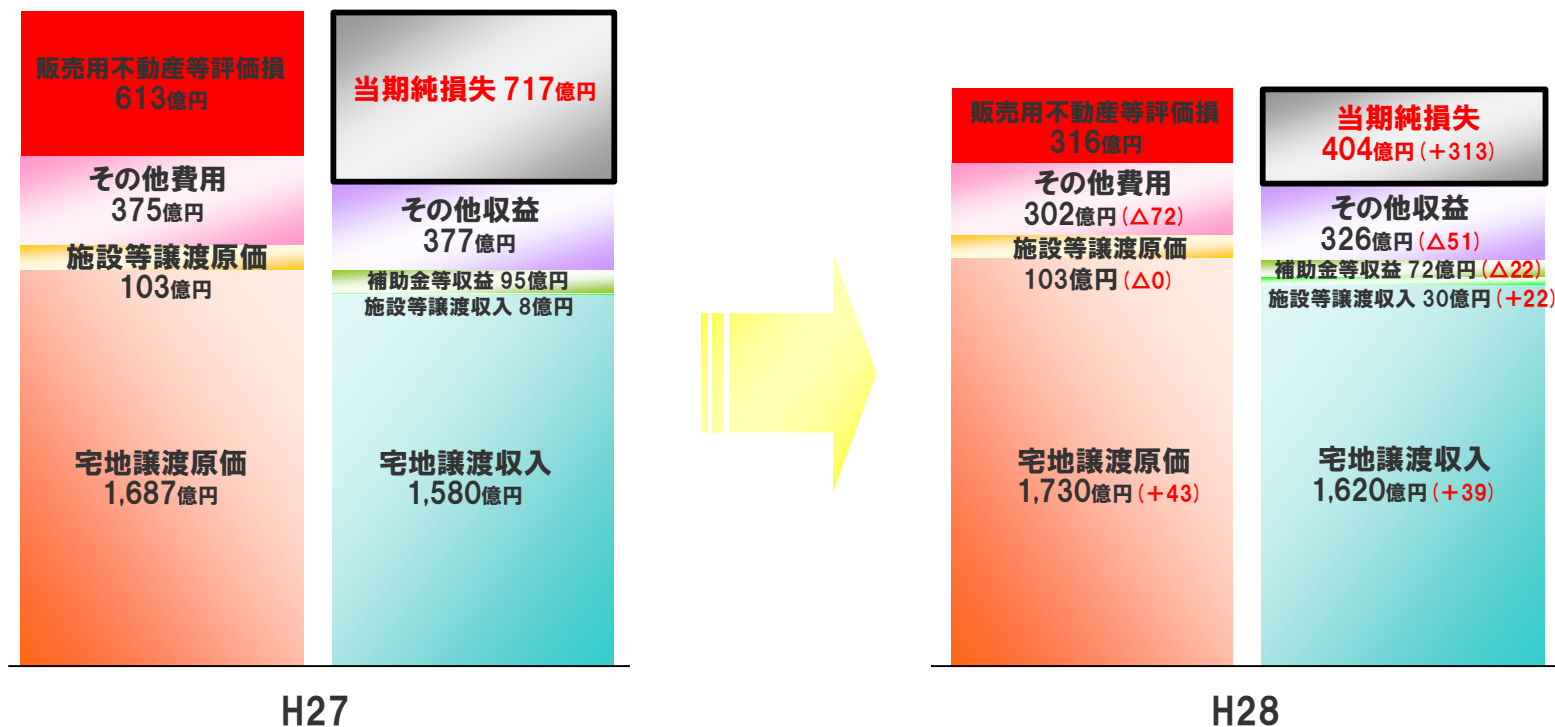 販売用不動産等評価損
613億円
その他費用
375億円
施設等譲渡原価
103億円
宅地譲渡原価
1,687億円
当期純損失 717億円
その他収益
377億円
補助金等収益 95億円
施設等譲渡収入 8億円
宅地譲渡収入
1,580億円
H27
販売用不動産等評価損
316億円
その他費用
302億円(△72)
施設等譲渡原価
103億円(△0)
宅地譲渡原価
1,730億円(+43)
当期純損失
404億円(+313)
その他収益
326億円(△51)
補助金等収益 72億円(△22)
施設等譲渡収入 30億円(+22)
宅地譲渡収入
1,620億円(+39)
H28